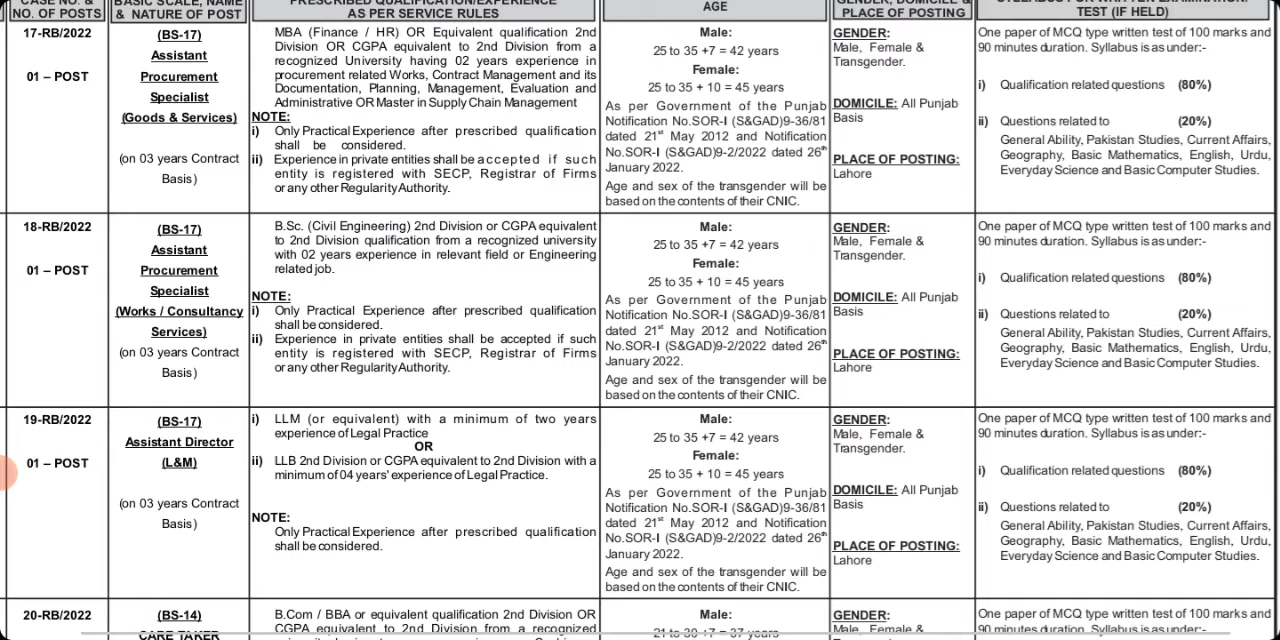 CASE NO. &
NO. OF POSTS
BASIC SCALE, NAME
& NATURE OF POST
PRESCRIBED QUALIFICATION/EXPERIENCE
AS PER SERVICE RULES
AGE
GENDER, DOMICILE &
PLACE OF POSTING
SYLLABUS FOR WRITTEN EXAMINATION/
TEST (IF HELD)
17-RB/2022
01 – POST
(BS-17)
Assistant
Procurement
Specialist
(Goods & Services)
(on 03 years Contract
Basis)
MBA (Finance / HR) OR Equivalent qualification 2nd
Division OR CGPA equivalent to 2nd Division from a
recognized University having 02 years experience in
procurement related Works, Contract Management and its
Documentation, Planning, Management, Evaluation and
Administrative OR Master in Supply Chain Management
NOTE:
i) Only Practical Experience after prescribed qualification
shall be considered.
ii) Experience in private entities shall be accepted if such
entity is registered with SECP, Registrar of Firms
or any other Regularity Authority.
Male:
25 to 35 +7 = 42 years
Female:
25 to 35 + 10 = 45 years
As per Government of the Punjab
Notification No.SOR-I (S&GAD)9-36/81
dated 21st May 2012 and Notification
No.SOR-I (S&GAD)9-2/2022 dated 26th
January 2022.
Age and sex of the transgender will be
based on the contents of their CNIC.
GENDER:
Male, Female &
Transgender.
DOMICILE: All Punjab
Basis
PLACE OF POSTING:
Lahore
One paper of MCQ type written test of 100 marks and
90 minutes duration. Syllabus is as under:-
i) Qualification related questions (80%)
ii) Questions related to (20%)
General Ability, Pakistan Studies, Current Affairs,
Geography, Basic Mathematics, English, Urdu,
Everyday Science and Basic Computer Studies.
18-RB/2022
01 – POST
(BS-17)
Assistant
Procurement
Specialist
(Works / Consultancy
Services)
(on 03 years Contract
Basis)
B.Sc. (Civil Engineering) 2nd Division or CGPA equivalent
to 2nd Division qualification from a recognized university
with 02 years experience in relevant field or Engineering
related job.
NOTE:
i) Only Practical Experience after prescribed qualification
shall be considered.
ii) Experience in private entities shall be accepted if such
entity is registered with SECP, Registrar of Firms
or any other Regularity Authority.
Male:
25 to 35 +7 = 42 years
Female:
25 to 35 + 10 = 45 years
As per Government of the Punjab
Notification No.SOR-I (S&GAD)9-36/81
dated 21st May 2012 and Notification
No.SOR-I (S&GAD)9-2/2022 dated 26th
January 2022.
Age and sex of the transgender will be
based on the contents of their CNIC.
GENDER:
Male, Female &
Transgender.
DOMICILE: All Punjab
Basis
PLACE OF POSTING:
Lahore
One paper of MCQ type written test of 100 marks and
90 minutes duration. Syllabus is as under:-
i) Qualification related questions (80%)
ii) Questions related to (20%)
General Ability, Pakistan Studies, Current Affairs,
Geography, Basic Mathematics, English, Urdu,
Everyday Science and Basic Computer Studies.
19-RB/2022
01 – POST
(BS-17)
Assistant Director
(L&M)
(on 03 years Contract
Basis)
i) LLM (or equivalent) with a minimum of two years
experience of Legal Practice
OR
ii) LLB 2nd Division or CGPA equivalent to 2nd Division with a
minimum of 04 years' experience of Legal Practice.
NOTE:
Only Practical Experience after prescribed qualification
shall be considered.
Male:
25 to 35 +7 = 42 years
Female:
25 to 35 + 10 = 45 years
As per Government of the Punjab
Notification No.SOR-I (S&GAD)9-36/81
dated 21st May 2012 and Notification
No.SOR-I (S&GAD)9-2/2022 dated 26th
January 2022.
Age and sex of the transgender will be
based on the contents of their CNIC.
GENDER:
Male, Female &
Transgender.
DOMICILE: All Punjab
Basis
PLACE OF POSTING:
Lahore
One paper of MCQ type written test of 100 marks and
90 minutes duration. Syllabus is as under:-
i) Qualification related questions (80%)
ii) Questions related to (20%)
General Ability, Pakistan Studies, Current Affairs,
Geography, Basic Mathematics, English, Urdu,
Everyday Science and Basic Computer Studies.
20-RB/2022
(BS-14)
CARE TAKER
B.Com / BBA or equivalent qualification 2nd Division OR
CGPA equivalent to 2nd Division from a recognized
Male:
21 to 30 +7 = 37 years
GENDER:
Male, Female &
One paper of MCQ type written test of 100 marks and
90 minutes duration. Syllabus is as under:-